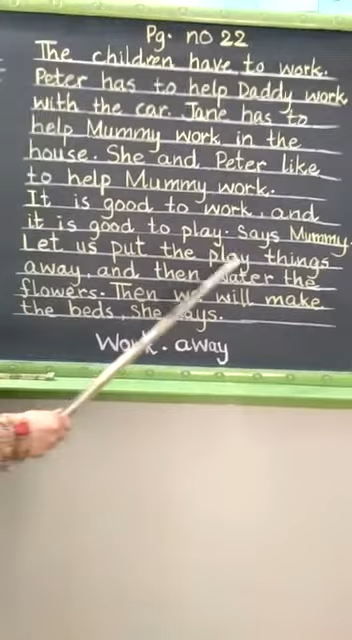 Pg. no 22
The children have to work.
Peter has to help Daddy work
with the car. Jane has to
help Mummy work in the
house. She and Peter like
to help Mummy work.
It is good to work, and
it is good to play. Says Mummy.
Let us put the play things
away, and then water the
flowers. Then we will make
the beds, she says.
Work. away